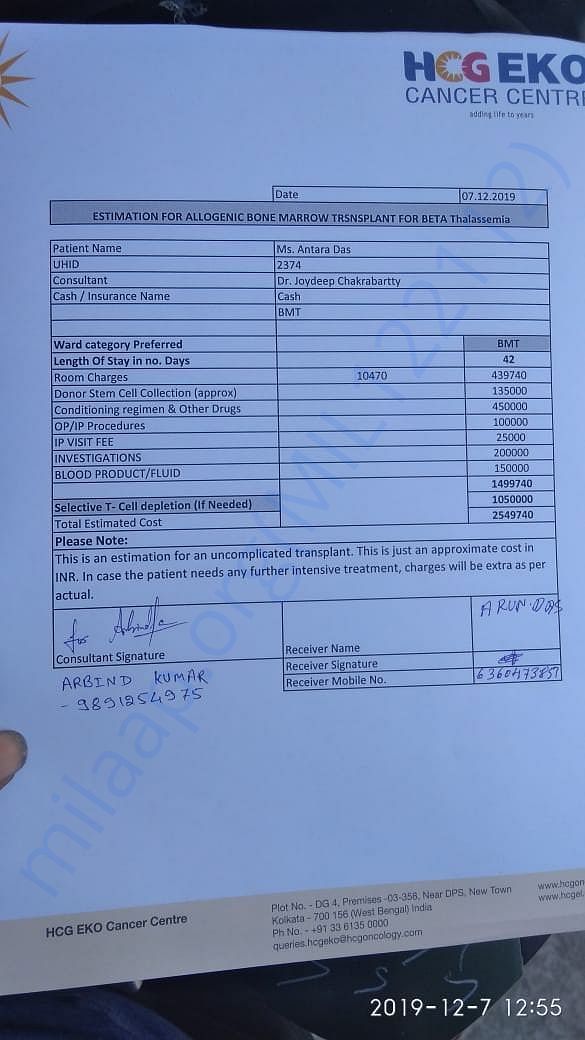 HCG EKO
CANCER CENTRE
adding life to years
Date 07.12.2019
ESTIMATION FOR ALLOGENIC BONE MARROW TRSNSPLANT FOR BETA Thalassemia
Patient Name Ms. Antara Das
UHID 2374
Consultant Dr. Joydeep Chakrabartty
Cash / Insurance Name Cash
BMT
Ward category Preferred BMT
Length Of Stay in no. Days 42
Room Charges 10470 439740
Donor Stem Cell Collection (approx) 135000
Conditioning regimen & Other Drugs 450000
OP/IP Procedures 100000
IP VISIT FEE 25000
INVESTIGATIONS 200000
BLOOD PRODUCT/FLUID 150000
1499740
Selective T- Cell depletion (If Needed) 1050000
Total Estimated Cost 2549740
Please Note:
This is an estimation for an uncomplicated transplant. This is just an approximate cost in
INR. In case the patient needs any further intensive treatment, charges will be extra as per
actual.
for
Consultant Signature
ARBIND KUMAR
- 9891254975
Receiver Name ARUN. DAS
Receiver Signature
Receiver Mobile No. 6360473857
milaap.org(MIL122112)
HCG EKO Cancer Centre
Plot No. - DG 4, Premises -03-358, Near DPS, New Town
Kolkata - 700 156 (West Bengal) India
Ph No. - +91 33 6135 0000
queries.hcgeko@hcgoncology.com
www.hcgon
www.hcgel
2019-12-7 12:55